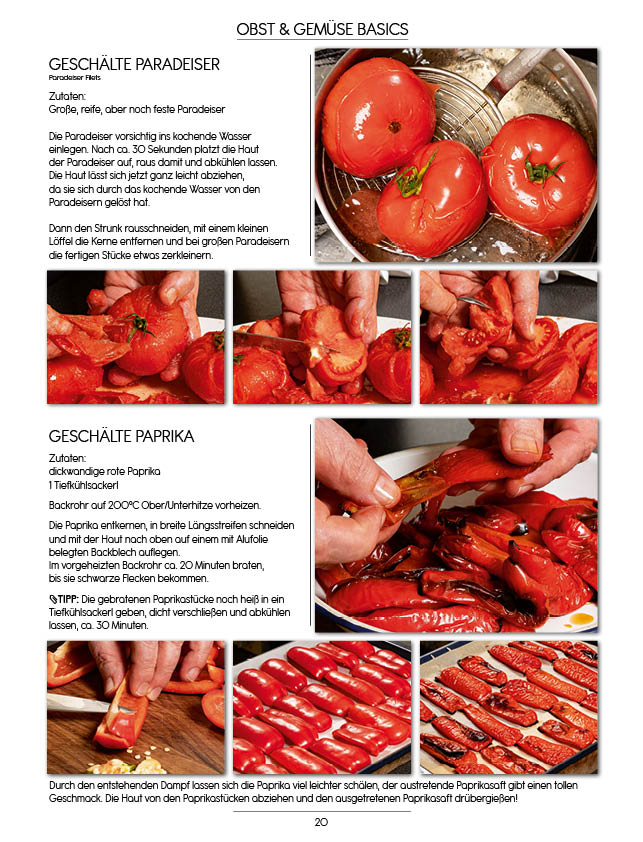 OBST & GEMÜSE BASICS
GESCHÄLTE PARADEISER
Paradeiser Filets
Zutaten:
Große, reife, aber noch feste Paradeiser
Die Paradeiser vorsichtig ins kochende Wasser
einlegen. Nach ca. 30 Sekunden platzt die Haut
der Paradeiser auf, raus damit und abkühlen lassen.
Die Haut lässt sich jetzt ganz leicht abziehen,
da sie sich durch das kochende Wasser von den
Paradeisern gelöst hat.
Dann den Strunk rausschneiden, mit einem kleinen
Löffel die Kerne entfernen und bei großen Paradeisern
die fertigen Stücke etwas zerkleinern.
GESCHÄLTE PAPRIKA
Zutaten:
dickwandige rote Paprika
1 Tiefkühlsackerl
Backrohr auf 200°C Ober/Unterhitze vorheizen.
Die Paprika entkernen, in breite Längsstreifen schneiden
und mit der Haut nach oben auf einem mit Alufolie
belegten Backblech auflegen.
Im vorgeheizten Backrohr ca. 20 Minuten braten,
bis sie schwarze Flecken bekommen.
TIPP: Die gebratenen Paprikastücke noch heiß in ein
Tiefkühlsackerl geben, dicht verschließen und abkühlen
lassen, ca. 30 Minuten.
Durch den entstehenden Dampf lassen sich die Paprika viel leichter schälen, der austretende Paprikasaft gibt einen tollen
Geschmack. Die Haut von den Paprikastücken abziehen und den ausgetretenen Paprikasaft drübergießen!
20